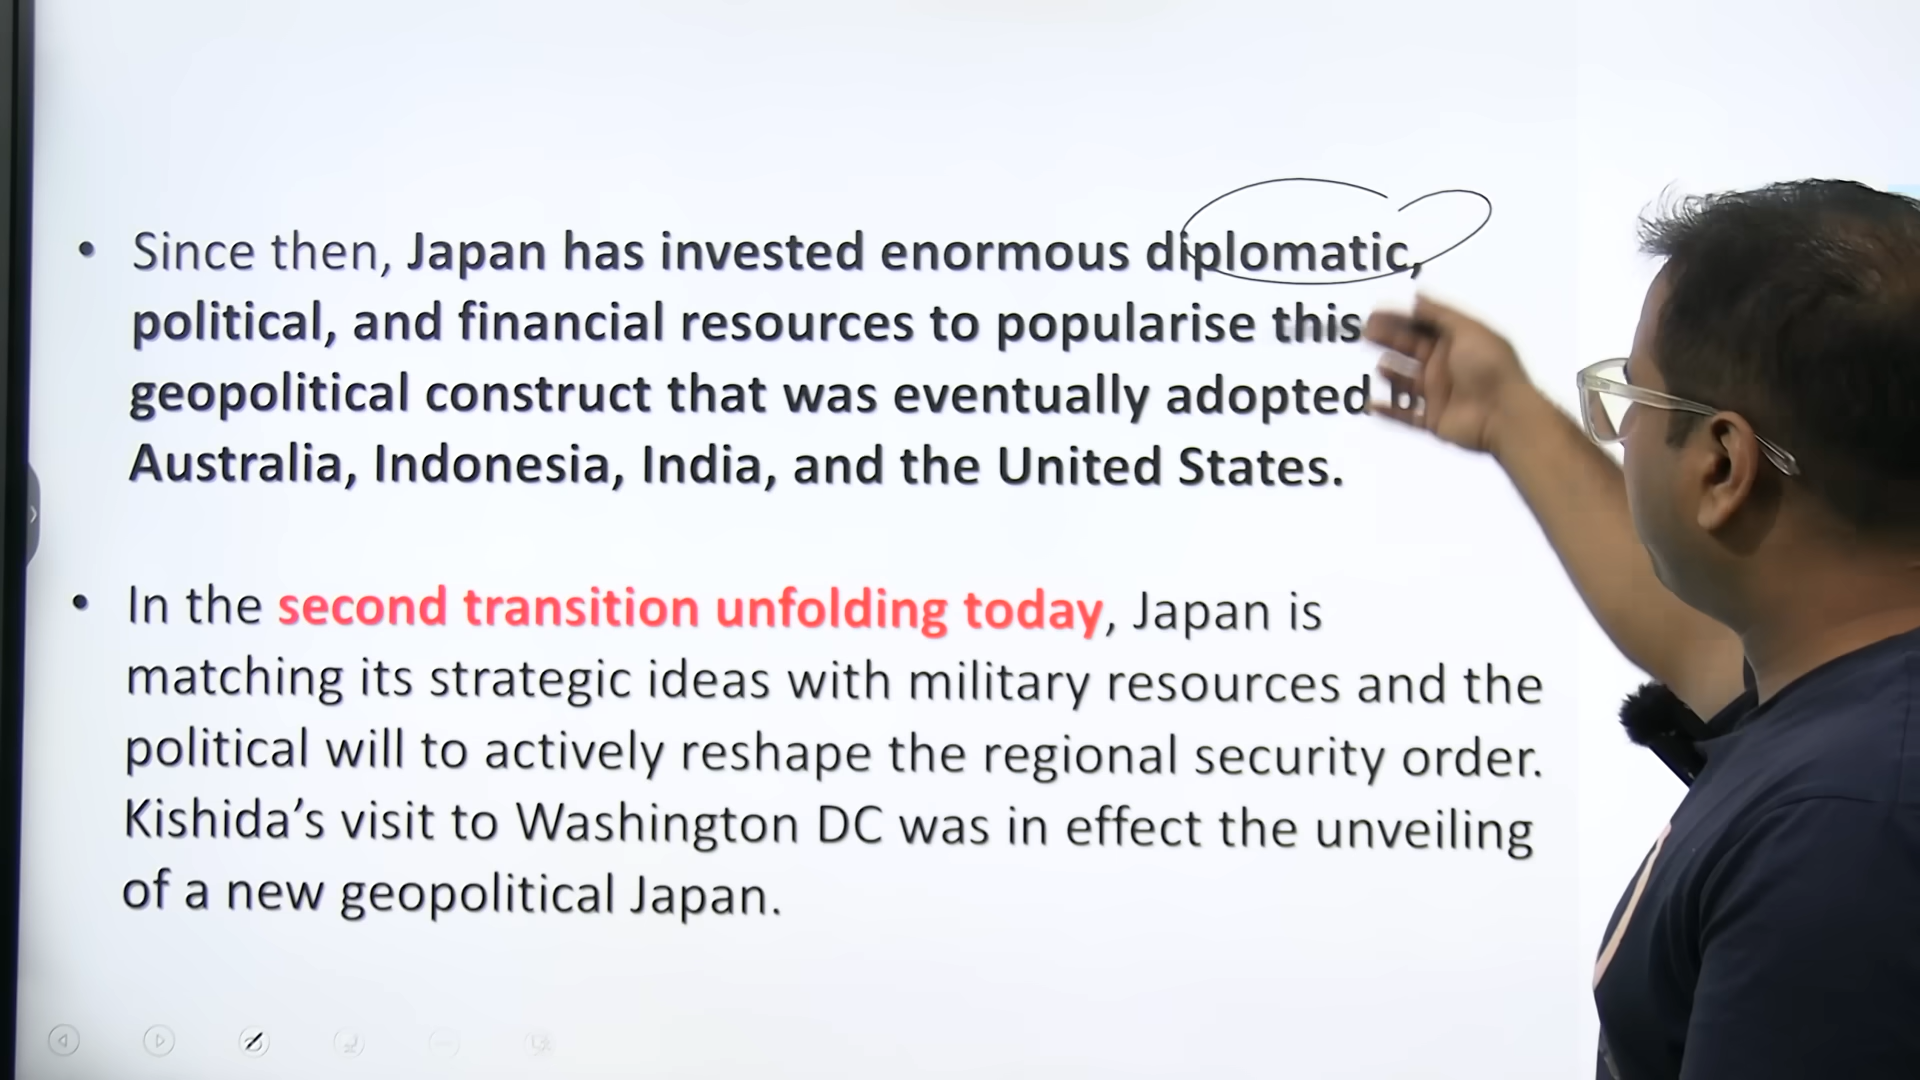 • Since then, Japan has invested enormous diplomatic,
political, and financial resources to popularise this
geopolitical construct that was eventually adopted
Australia, Indonesia, India, and the United States.
• In the second transition unfolding today, Japan is
matching its strategic ideas with military resources and the
political will to actively reshape the regional security order.
Kishida’s visit to Washington DC was in effect the unveiling
of a new geopolitical Japan.